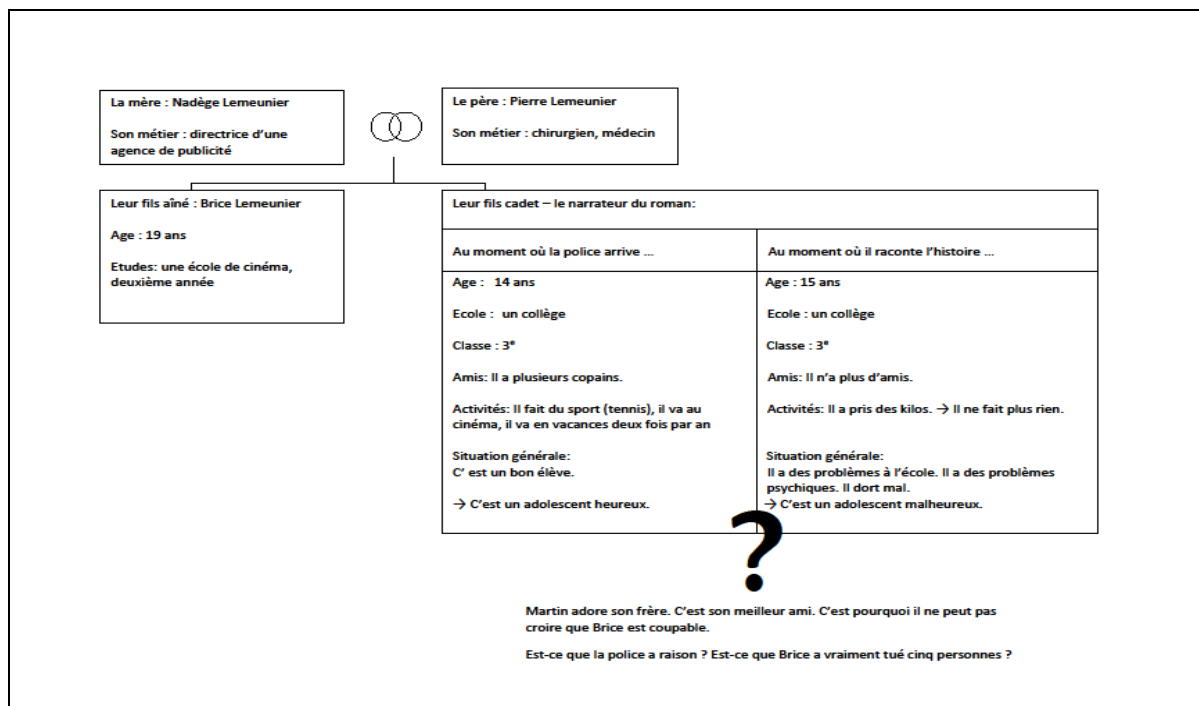 La mère : Nadège Lemeunier
Son métier : directrice d'une
agence de publicité
Le père : Pierre Lemeunier
Son métier : chirurgien, médecin
Leur fils aîné : Brice Lemeunier
Age : 19 ans
Etudes: une école de cinéma,
deuxième année
Leur fils cadet – le narrateur du roman:
Au moment où la police arrive ...
Age : 14 ans
Ecole : un collège
Classe : 3e
Amis: Il a plusieurs copains.
Activités: Il fait du sport (tennis), il va au
cinéma, il va en vacances deux fois par an
Situation générale:
C' est un bon élève.
→ C'est un adolescent heureux.
Au moment où il raconte l'histoire ...
Age : 15 ans
Ecole : un collège
Classe : 3e
Amis: Il n'a plus d'amis.
Activités: Il a pris des kilos. → Il ne fait plus rien.
Situation générale:
Il a des problèmes à l'école. Il a des problèmes
psychiques. Il dort mal.
→ C'est un adolescent malheureux.
?
Martin adore son frère. C'est son meilleur ami. C'est pourquoi il ne peut pas
croire que Brice est coupable.
Est-ce que la police a raison ? Est-ce que Brice a vraiment tué cinq personnes ?